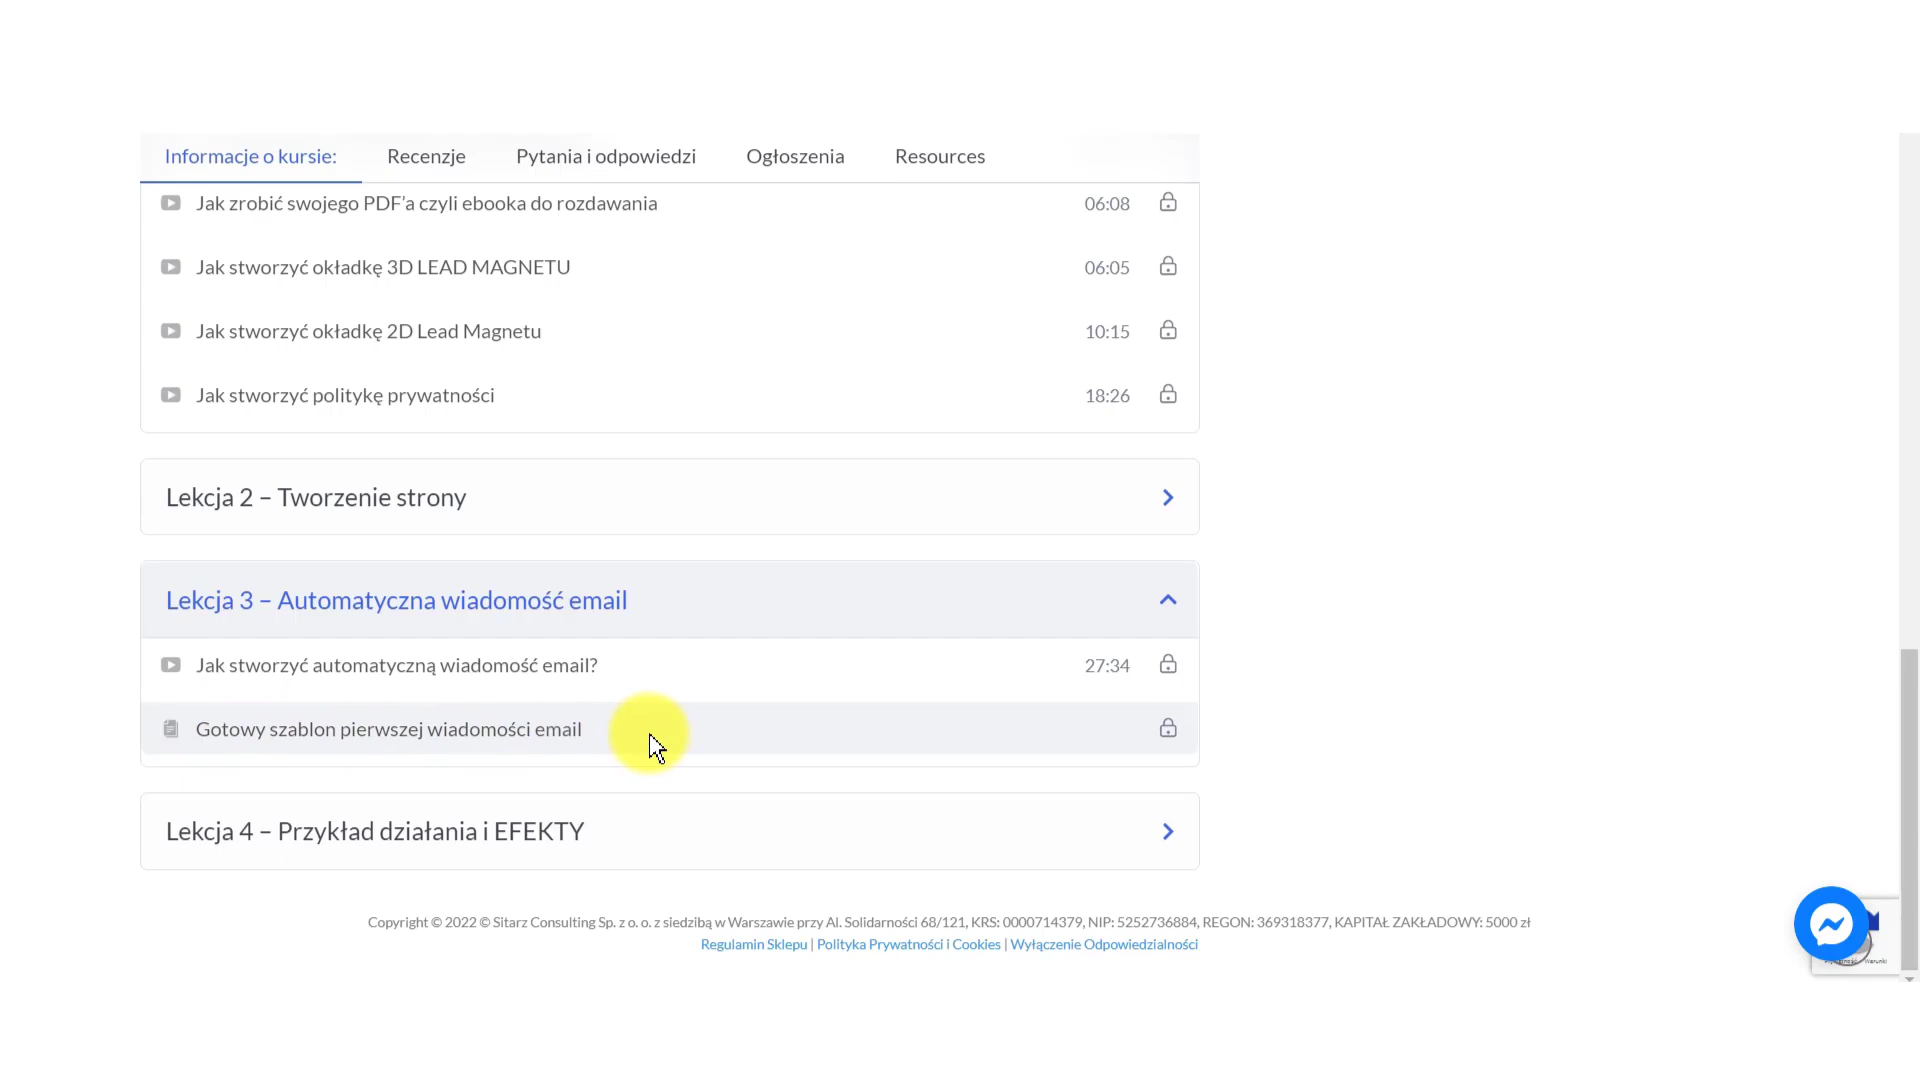 Informacje o kursie: Recenzje Pytania i odpowiedzi Ogłoszenia Resources
Jak zrobić swojego PDF’a czyli ebooka do rozdawania 06:08
Jak stworzyć okładkę 3D LEAD MAGNETU 06:05
Jak stworzyć okładkę 2D Lead Magnetu 10:15
Jak stworzyć politykę prywatności 18:26
Lekcja 2 – Tworzenie strony
Lekcja 3 – Automatyczna wiadomość email
Jak stworzyć automatyczną wiadomość email? 27:34
Gotowy szablon pierwszej wiadomości email
Lekcja 4 – Przykład działania i EFEKTY
Copyright © 2022 © Sitarz Consulting Sp. z o. o. z siedzibą w Warszawie przy Al. Solidarności 68/121, KRS: 0000714379, NIP: 5252736884, REGON: 369318377, KAPITAŁ ZAKŁADOWY: 5000 zł
Regulamin Sklepu | Polityka Prywatności i Cookies | Wyłączenie Odpowiedzialności